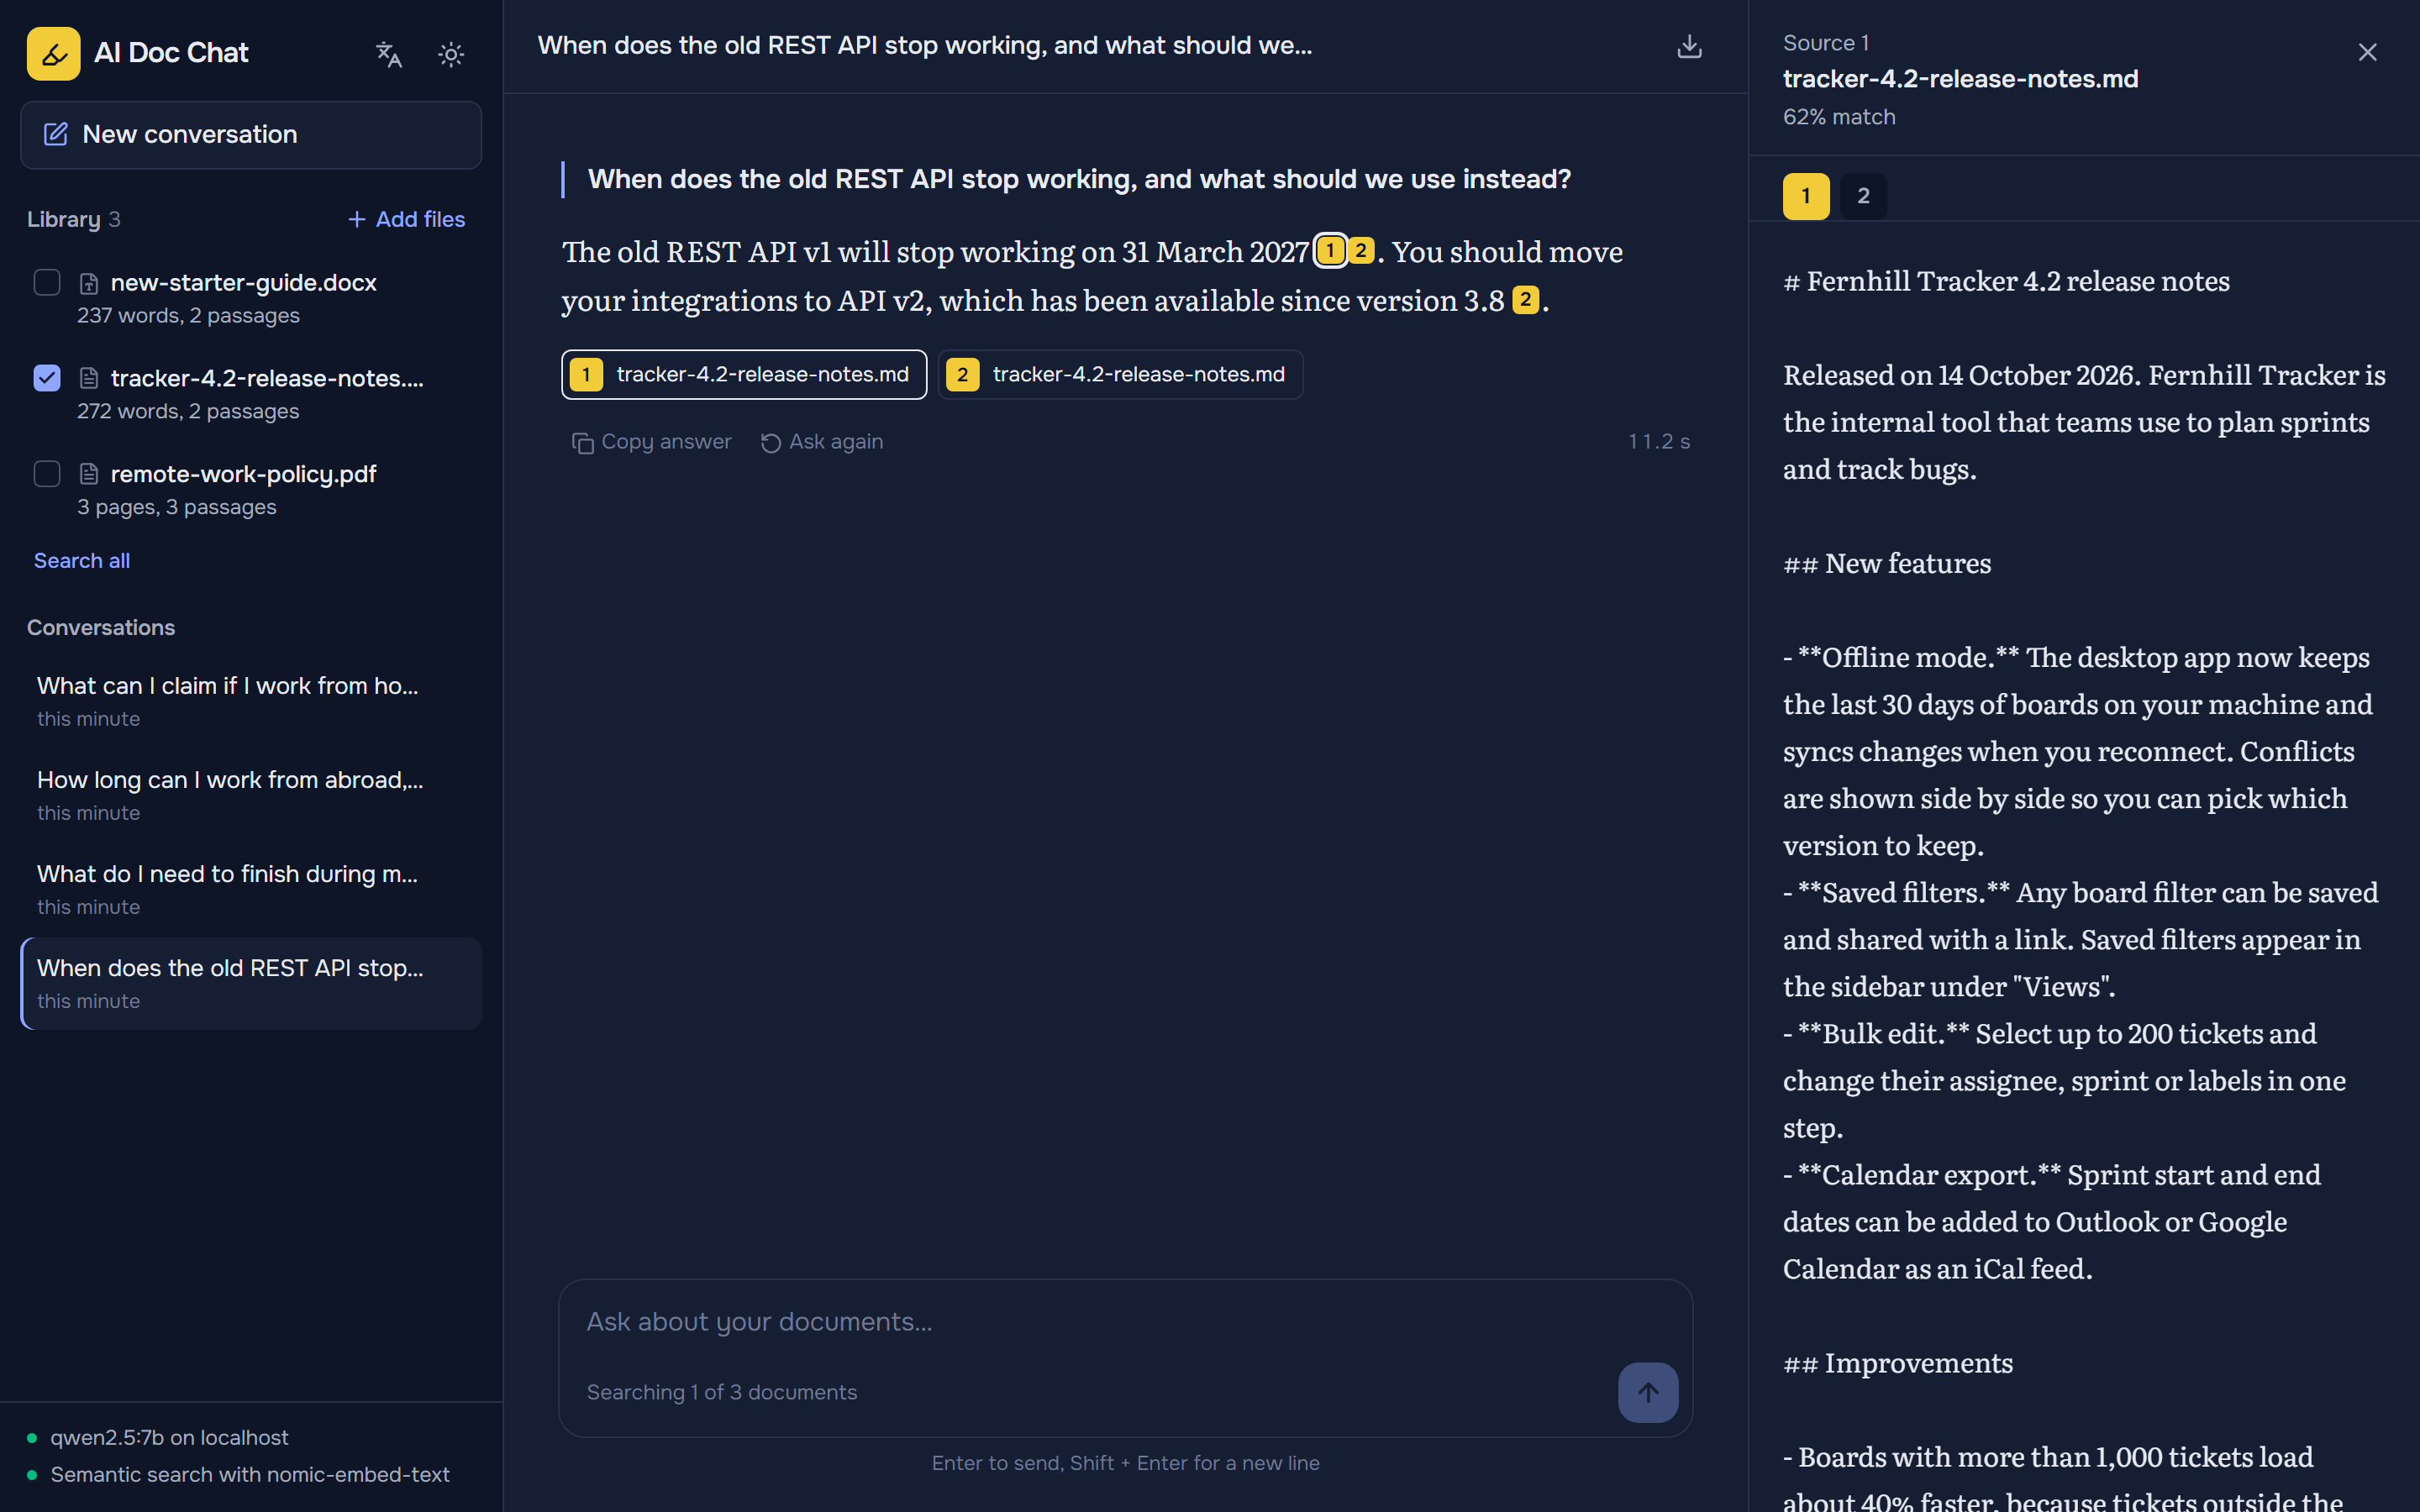 AI Doc Chat
New conversation
Library 3
+ Add files
new-starter-guide.docx
237 words, 2 passages
tracker-4.2-release-notes....
272 words, 2 passages
remote-work-policy.pdf
3 pages, 3 passages
Search all
Conversations
What can I claim if I work from ho...
this minute
How long can I work from abroad,...
this minute
What do I need to finish during m...
this minute
When does the old REST API stop...
this minute
qwen2.5:7b on localhost
Semantic search with nomic-embed-text
When does the old REST API stop working, and what should we...
When does the old REST API stop working, and what should we use instead?
The old REST API v1 will stop working on 31 March 2027 1 2 . You should move
your integrations to API v2, which has been available since version 3.8 2 .
1 tracker-4.2-release-notes.md
2 tracker-4.2-release-notes.md
Copy answer
Ask again
11.2 s
Ask about your documents...
Searching 1 of 3 documents
Enter to send, Shift + Enter for a new line
Source 1
tracker-4.2-release-notes.md
62% match
1 2
# Fernhill Tracker 4.2 release notes
Released on 14 October 2026. Fernhill Tracker is
the internal tool that teams use to plan sprints
and track bugs.
## New features
- **Offline mode.** The desktop app now keeps
the last 30 days of boards on your machine and
syncs changes when you reconnect. Conflicts
are shown side by side so you can pick which
version to keep.
- **Saved filters.** Any board filter can be saved
and shared with a link. Saved filters appear in
the sidebar under "Views".
- **Bulk edit.** Select up to 200 tickets and
change their assignee, sprint or labels in one
step.
- **Calendar export.** Sprint start and end
dates can be added to Outlook or Google
Calendar as an iCal feed.
## Improvements
- Boards with more than 1,000 tickets load
about 40% faster, because tickets outside the